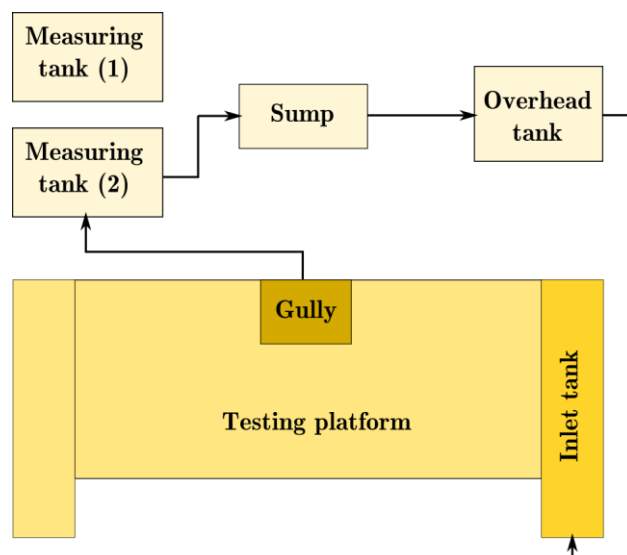 Measuring
tank (1)
Measuring
tank (2)
Sump
Overhead
tank
Gully
Testing platform
Inlet tank